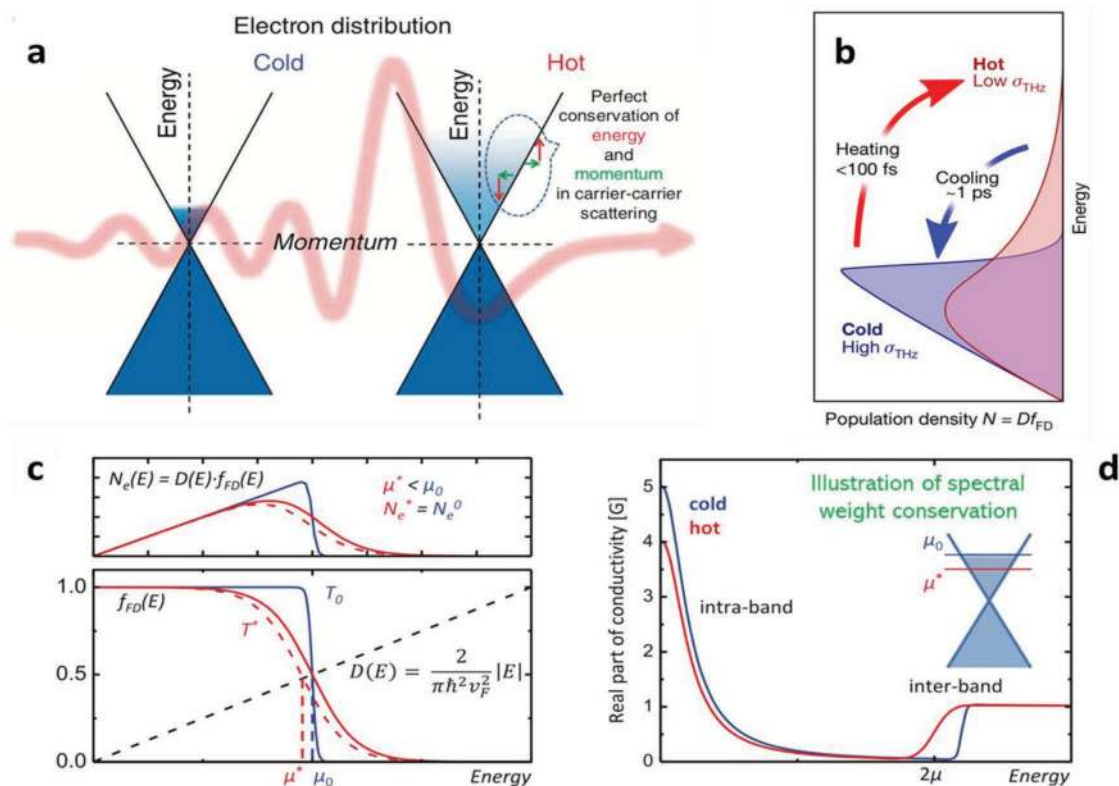 Electron distribution
a
Cold
Hot
Energy
Energy
Perfect
conservation of
energy
and
momentum
in carrier-carrier
scattering
Momentum
b
Hot
Low σTHz
Heating
<100 fs
Cooling
~1 ps
Energy
Cold
High σTHz
Population density N = DfFD
c
Ne(E) = D(E)·fFD(E)
μ* < μ0
Ne* = Ne0
1.0
0.5
0.0
fFD(E)
T0
T*
D(E) = 2 / πℏ²v_F² |E|
μ* μ0
Energy
d
Real part of conductivity [G]
5
4
3
2
1
0
cold
hot
Illustration of spectral
weight conservation
μ0
μ*
intra-band
inter-band
2μ
Energy